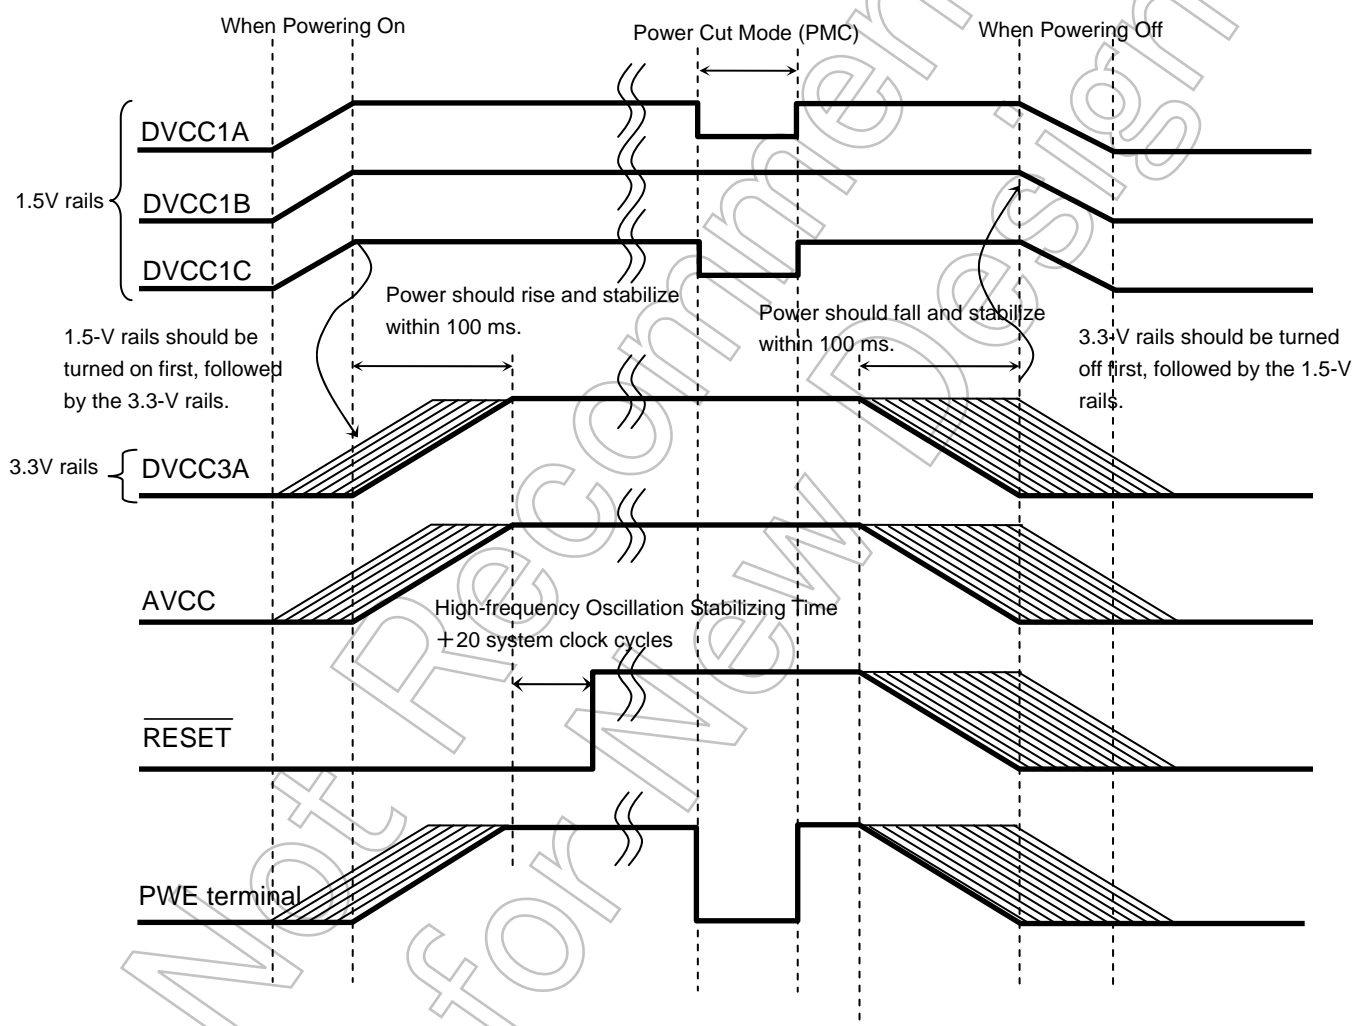 When Powering On
Power Cut Mode (PMC)
When Powering Off
DVCC1A
1.5V rails
DVCC1B
DVCC1C
Power should rise and stabilize
within 100 ms.
Power should fall and stabilize
within 100 ms.
1.5-V rails should be
turned on first, followed
by the 3.3-V rails.
3.3-V rails should be turned
off first, followed by the 1.5-V
rails.
3.3V rails
DVCC3A
AVCC
High-frequency Oscillation Stabilizing Time
+20 system clock cycles
RESET
PWE terminal
Not Recommen
for New Design